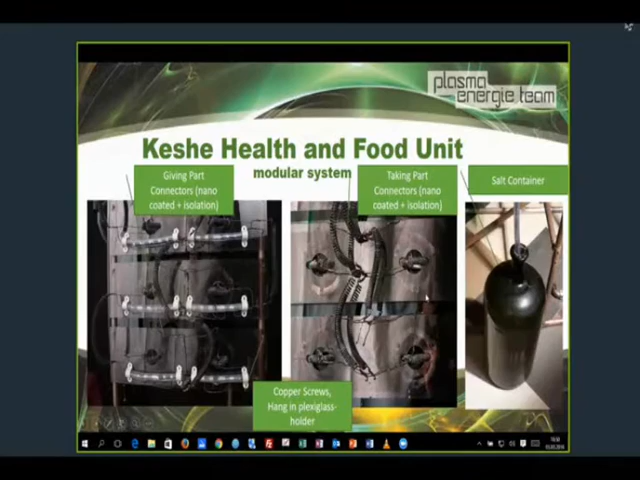 plasma
energie team
Keshe Health and Food Unit
modular system
Giving Part
Connectors (nano
coated + isolation)
Taking Part
Connectors (nano
coated + isolation)
Salt Container
Copper Screws,
Hang in plexiglass-
holder